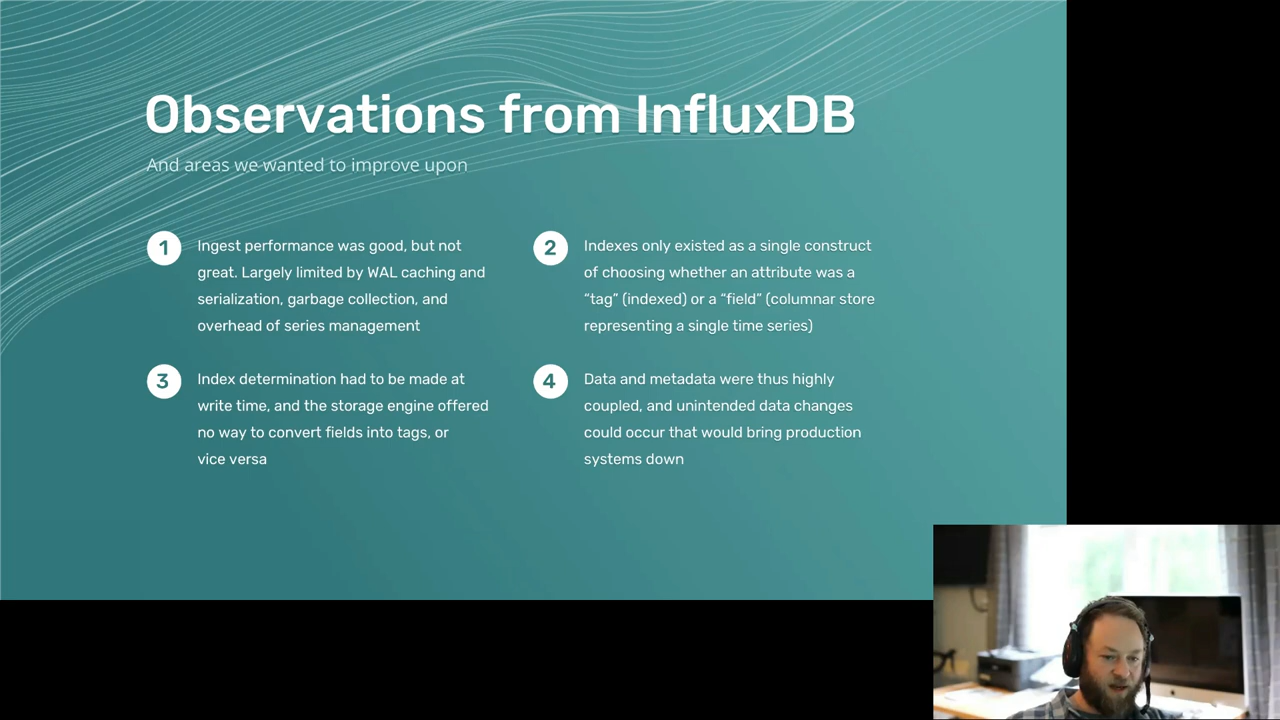 Observations from InfluxDB
And areas we wanted to improve upon
1
Ingest performance was good, but not
great. Largely limited by WAL caching and
serialization, garbage collection, and
overhead of series management
2
Indexes only existed as a single construct
of choosing whether an attribute was a
“tag” (indexed) or a “field” (columnar store
representing a single time series)
3
Index determination had to be made at
write time, and the storage engine offered
no way to convert fields into tags, or
vice versa
4
Data and metadata were thus highly
coupled, and unintended data changes
could occur that would bring production
systems down